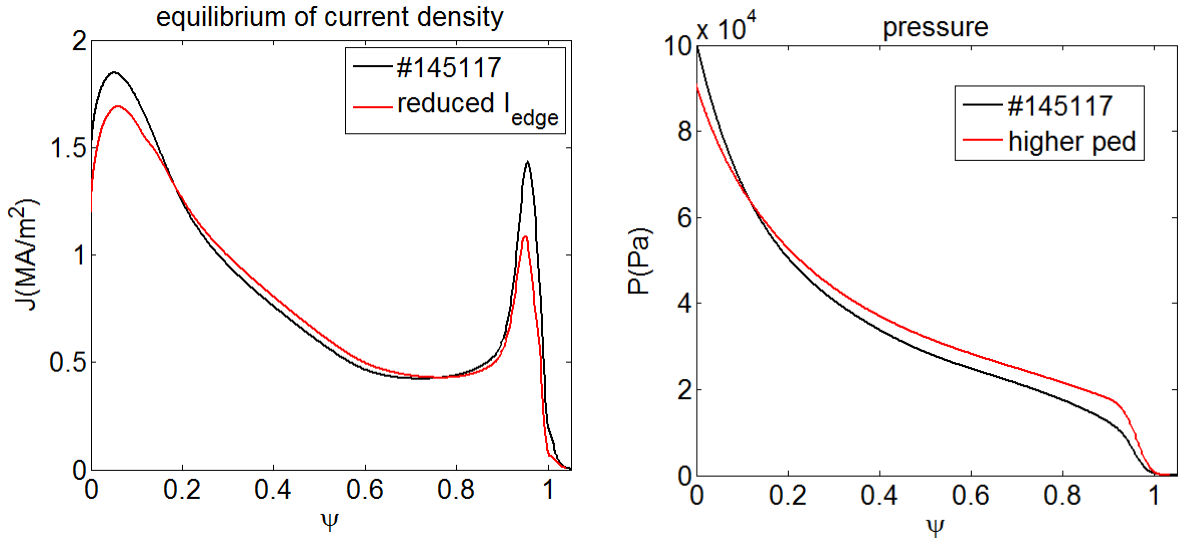 equilibrium of current density
2
1.5
1
0.5
0
J(MA/m²)
#145117
reduced I_edge
0 0.2 0.4 0.6 0.8 1
ψ
pressure
x 10⁴
10
8
6
4
2
0
P(Pa)
#145117
higher ped
0 0.2 0.4 0.6 0.8 1
ψ